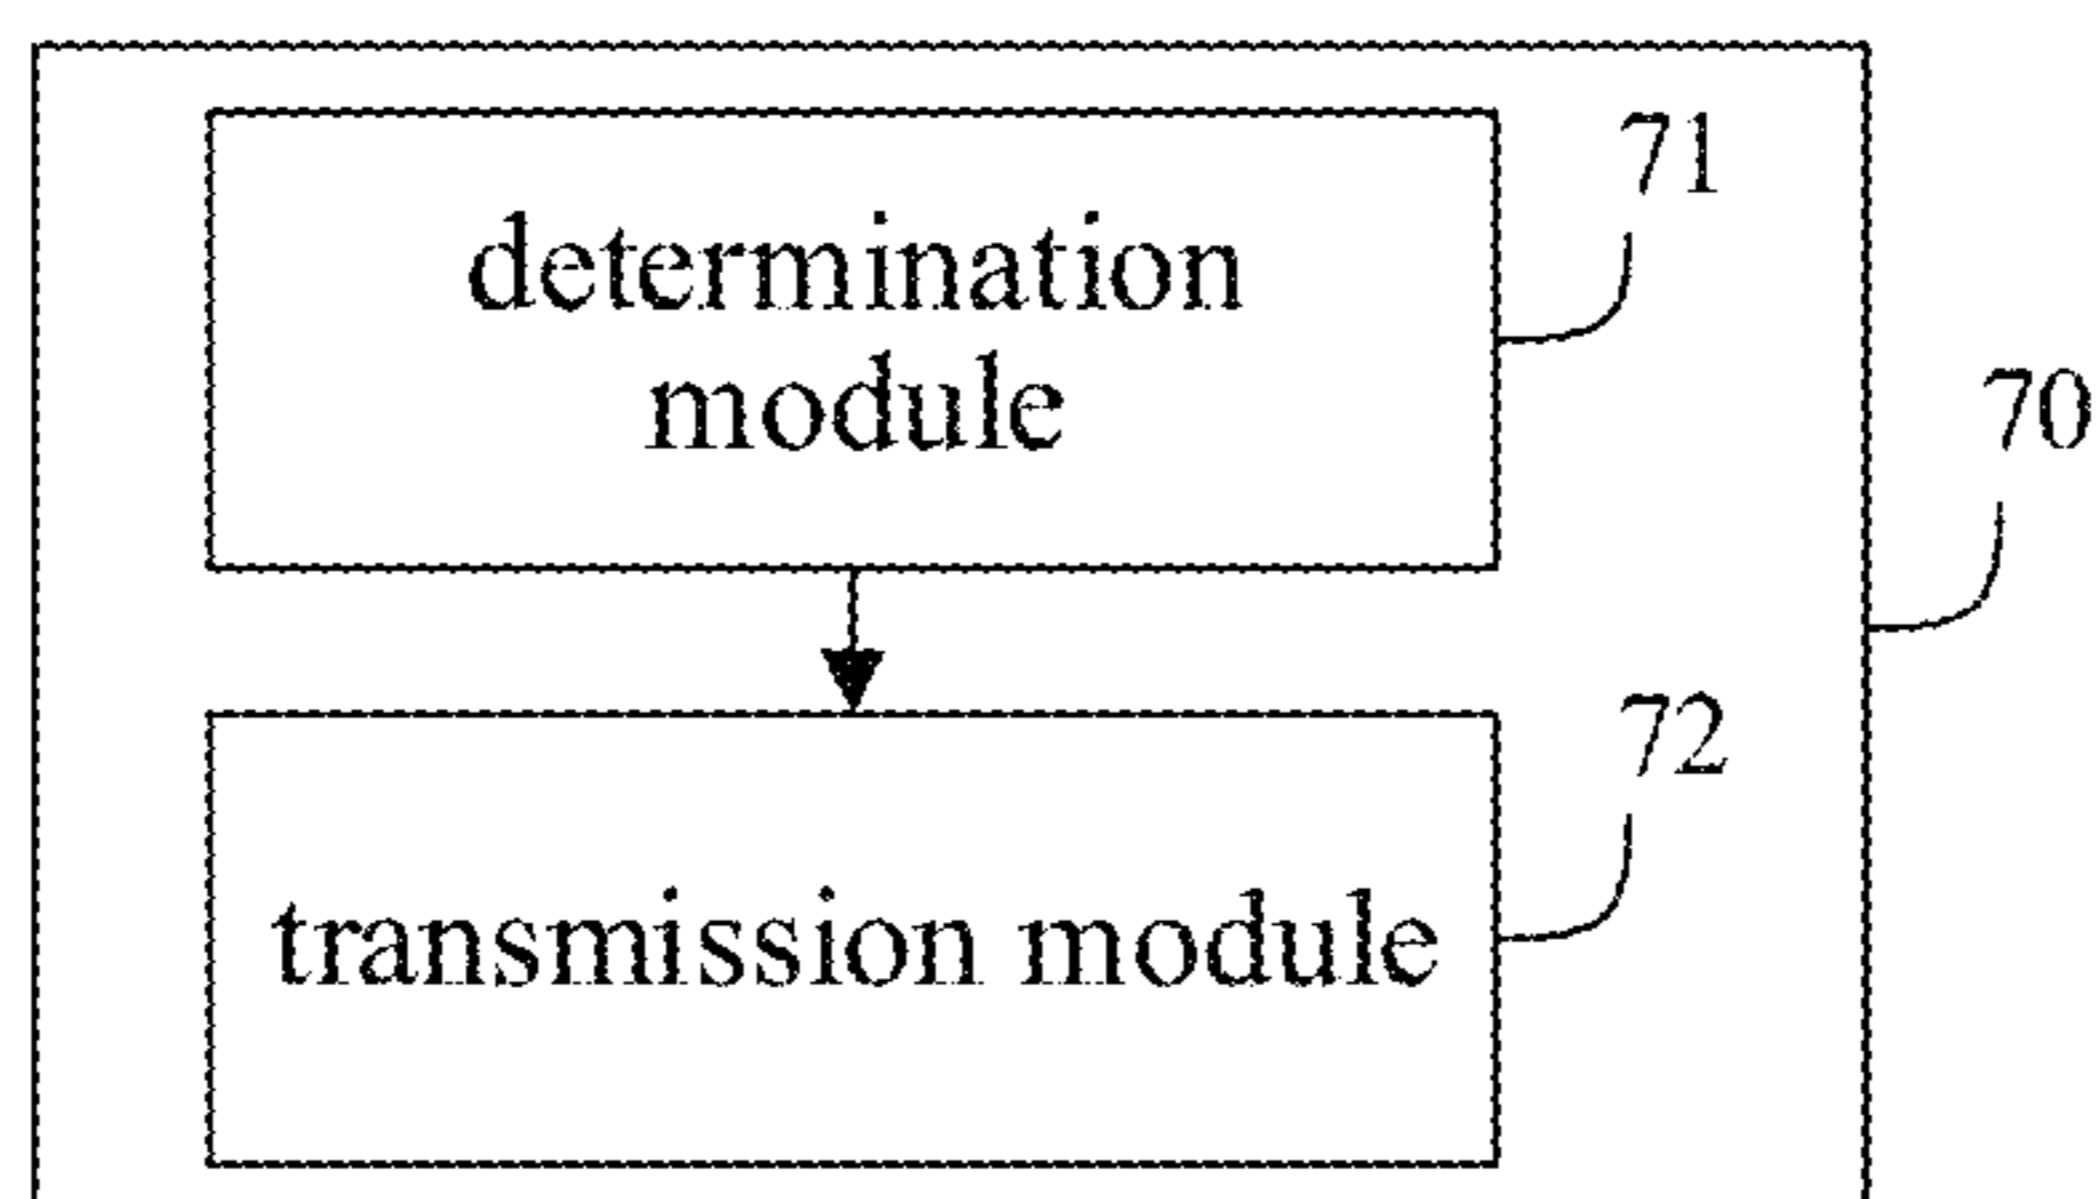 71
determination
module
70
72
transmission module